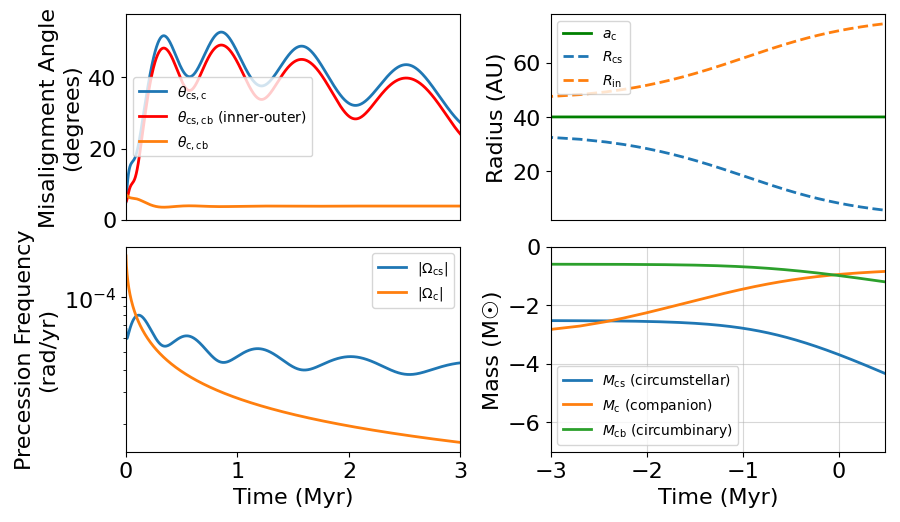 Misalignment Angle
(degrees)
40
20
0
θcs, c
θcs, cb (inner-outer)
θc, cb
Radius (AU)
60
40
20
ac
Rcs
Rin
Precession Frequency
(rad/yr)
10−4
|Ωcs|
|Ωc|
0
1
2
3
Time (Myr)
Mass (M☉)
0
−2
−4
−6
Mcs (circumstellar)
Mc (companion)
Mcb (circumbinary)
−3
−2
−1
0
Time (Myr)